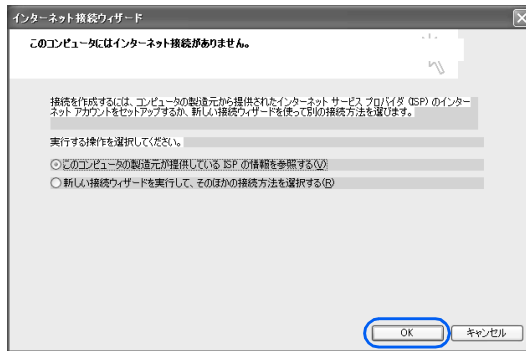 インターネット接続ウィザード
このコンピュータにはインターネット接続がありません。
接続を作成するには、コンピュータの製造元から提供されたインターネット サービス プロバイダ (ISP) のインター
ネット アカウントをセットアップするか、新しい接続ウィザードを使って別の接続方法を選びます。
実行する操作を選択してください。
このコンピュータの製造元が提供している ISP の情報を参照する(V)
新しい接続ウィザードを実行して、そのほかの接続方法を選択する(R)
OK キャンセル